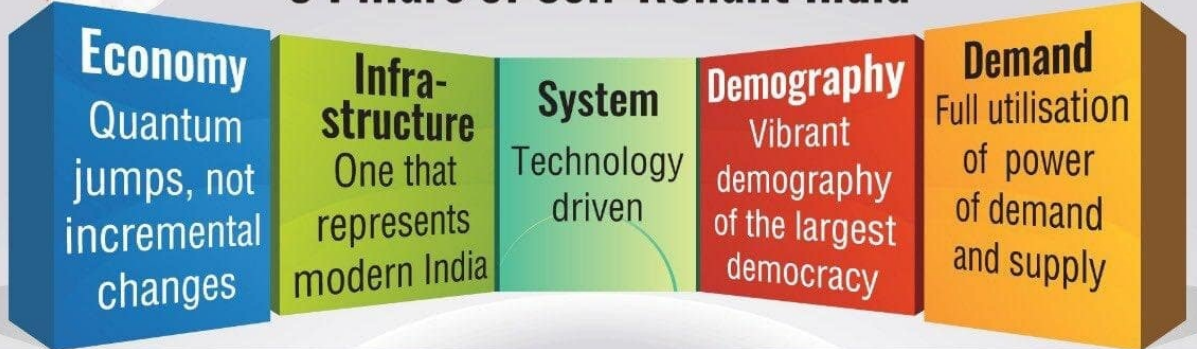 Economy
Quantum
jumps, not
incremental
changes
Infra-
structure
One that
represents
modern India
System
Technology
driven
Demography
Vibrant
demography
of the largest
democracy
Demand
Full utilisation
of power
of demand
and supply